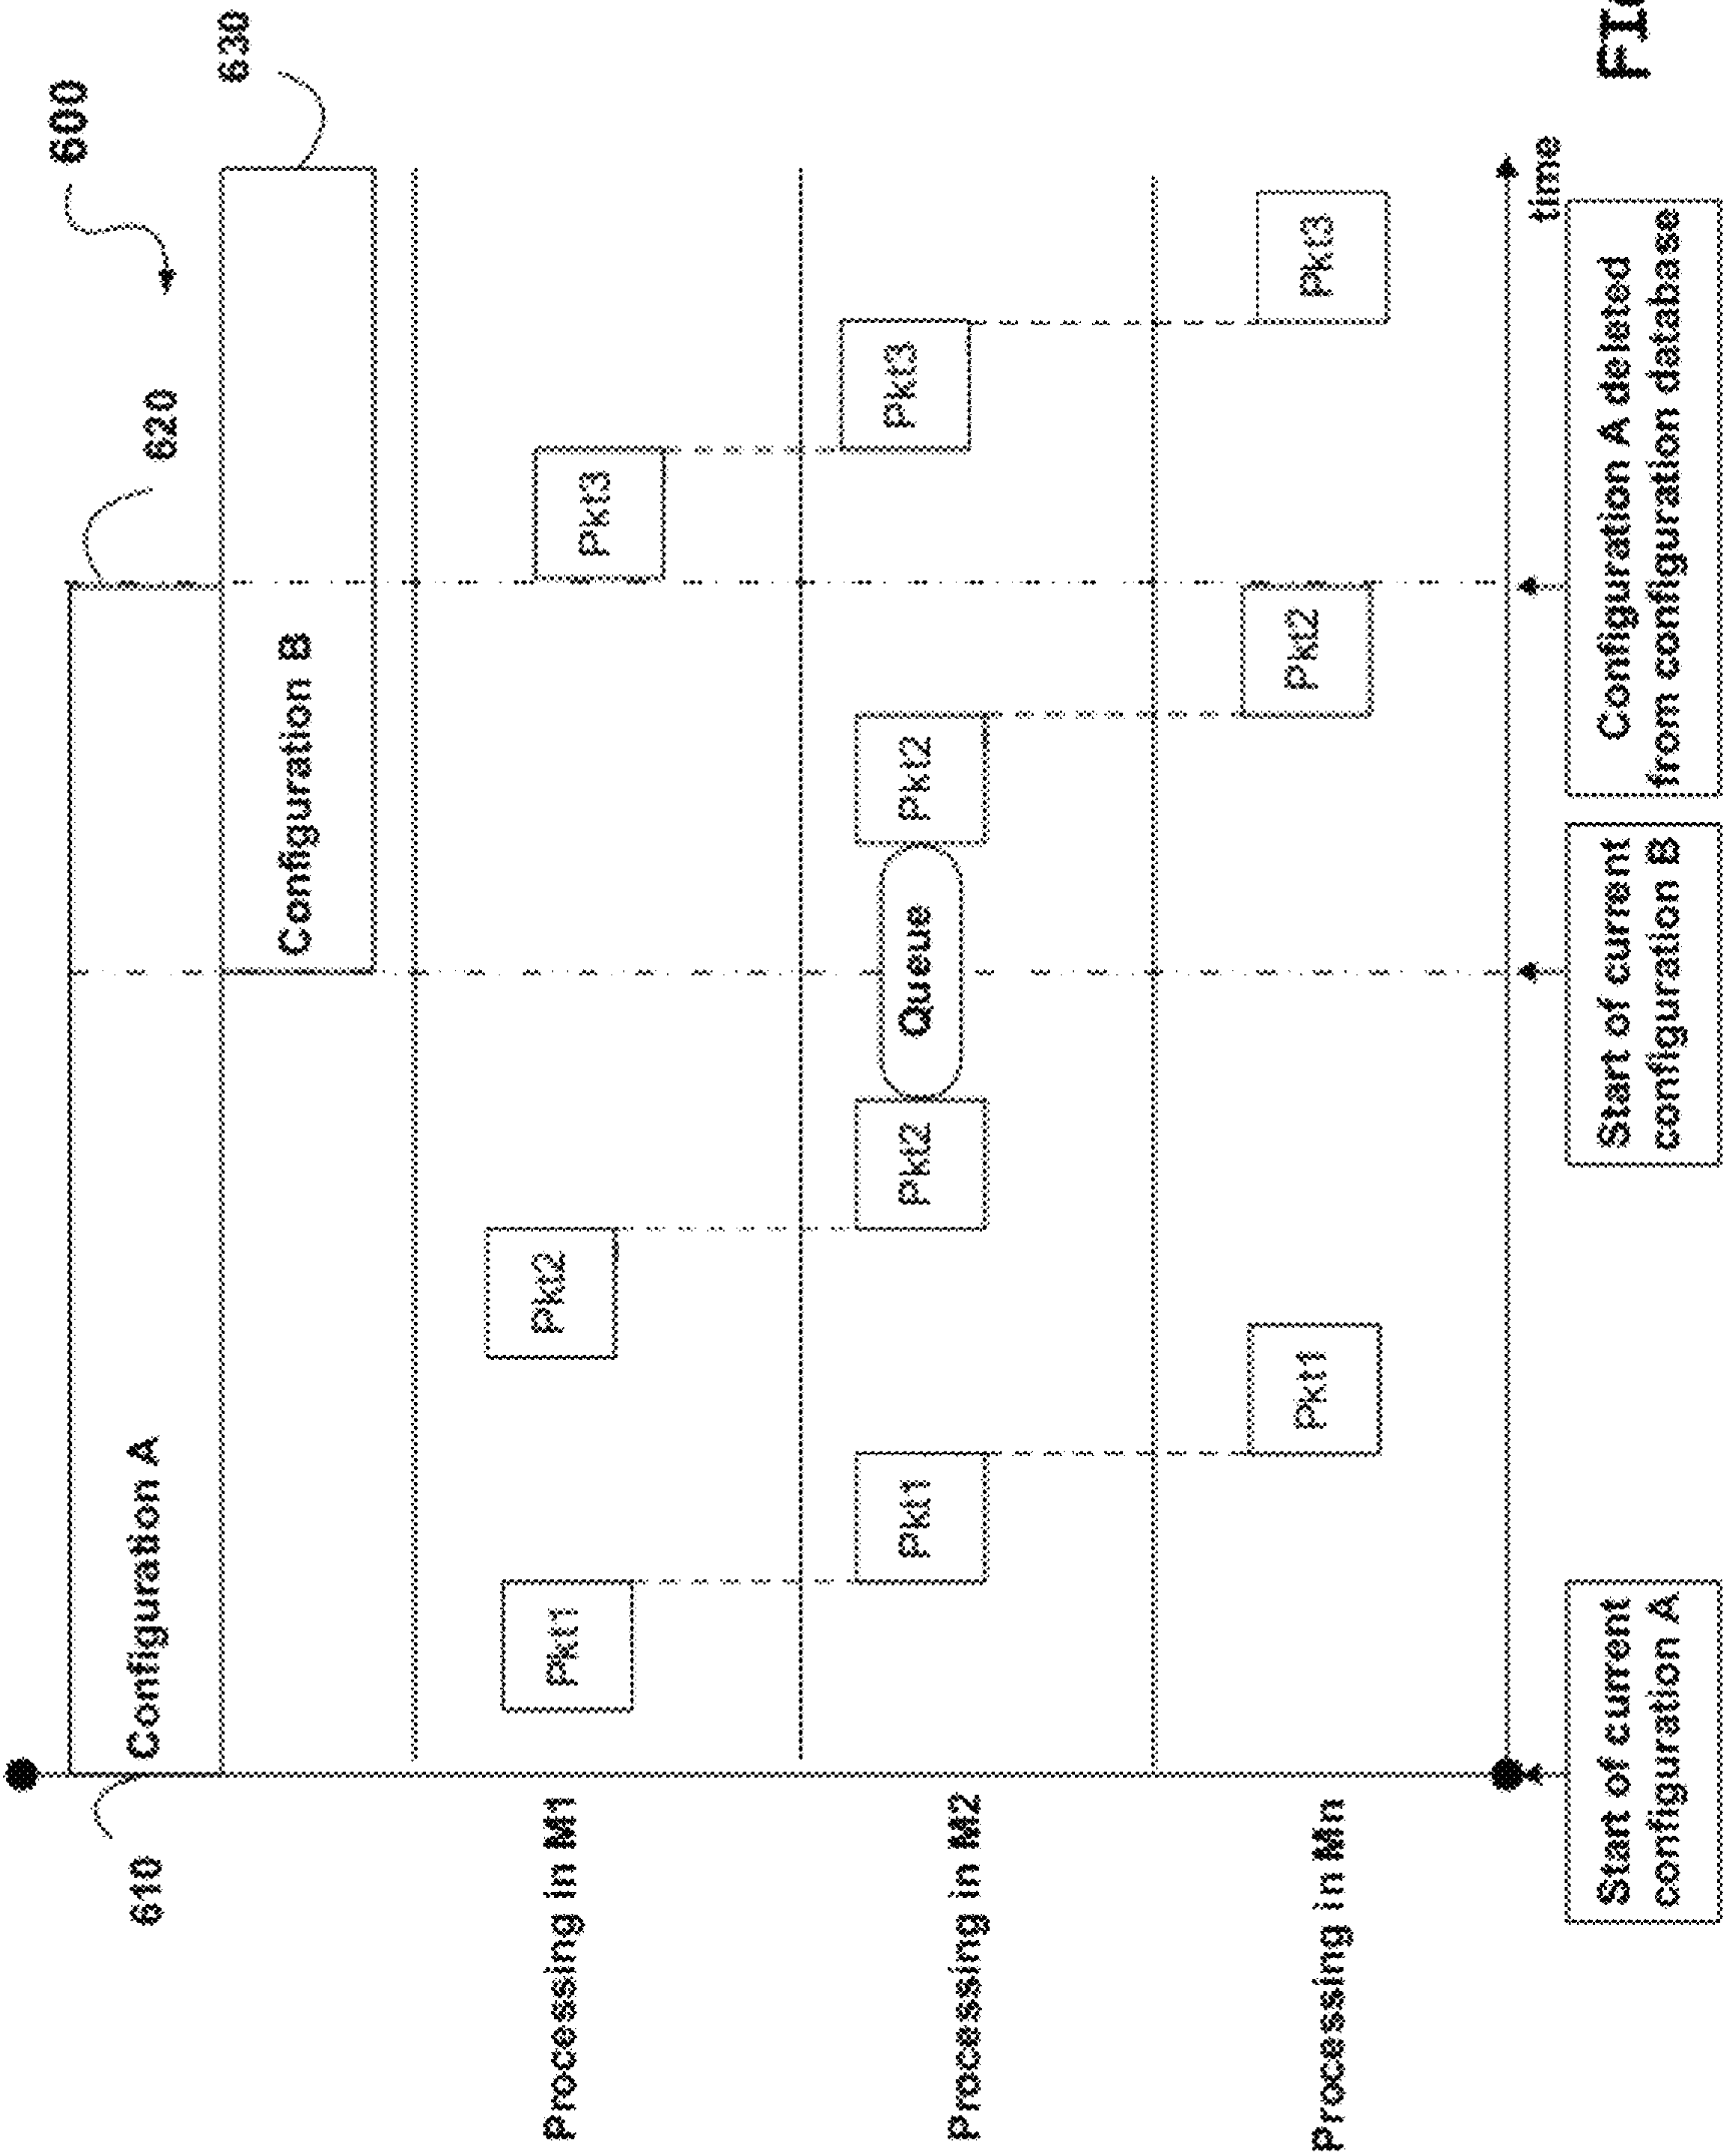 600
610
Configuration A
620
630
Configuration B
Processing in M1
Pkt1
Pkt2
Pkt3
Processing in M2
Pkt1
Pkt2
Queue
Pkt2
Pkt3
Processing in Mn
Pkt1
Pkt2
Pkt3
time
Start of current
configuration A
Start of current
configuration B
Configuration A deleted
from configuration database